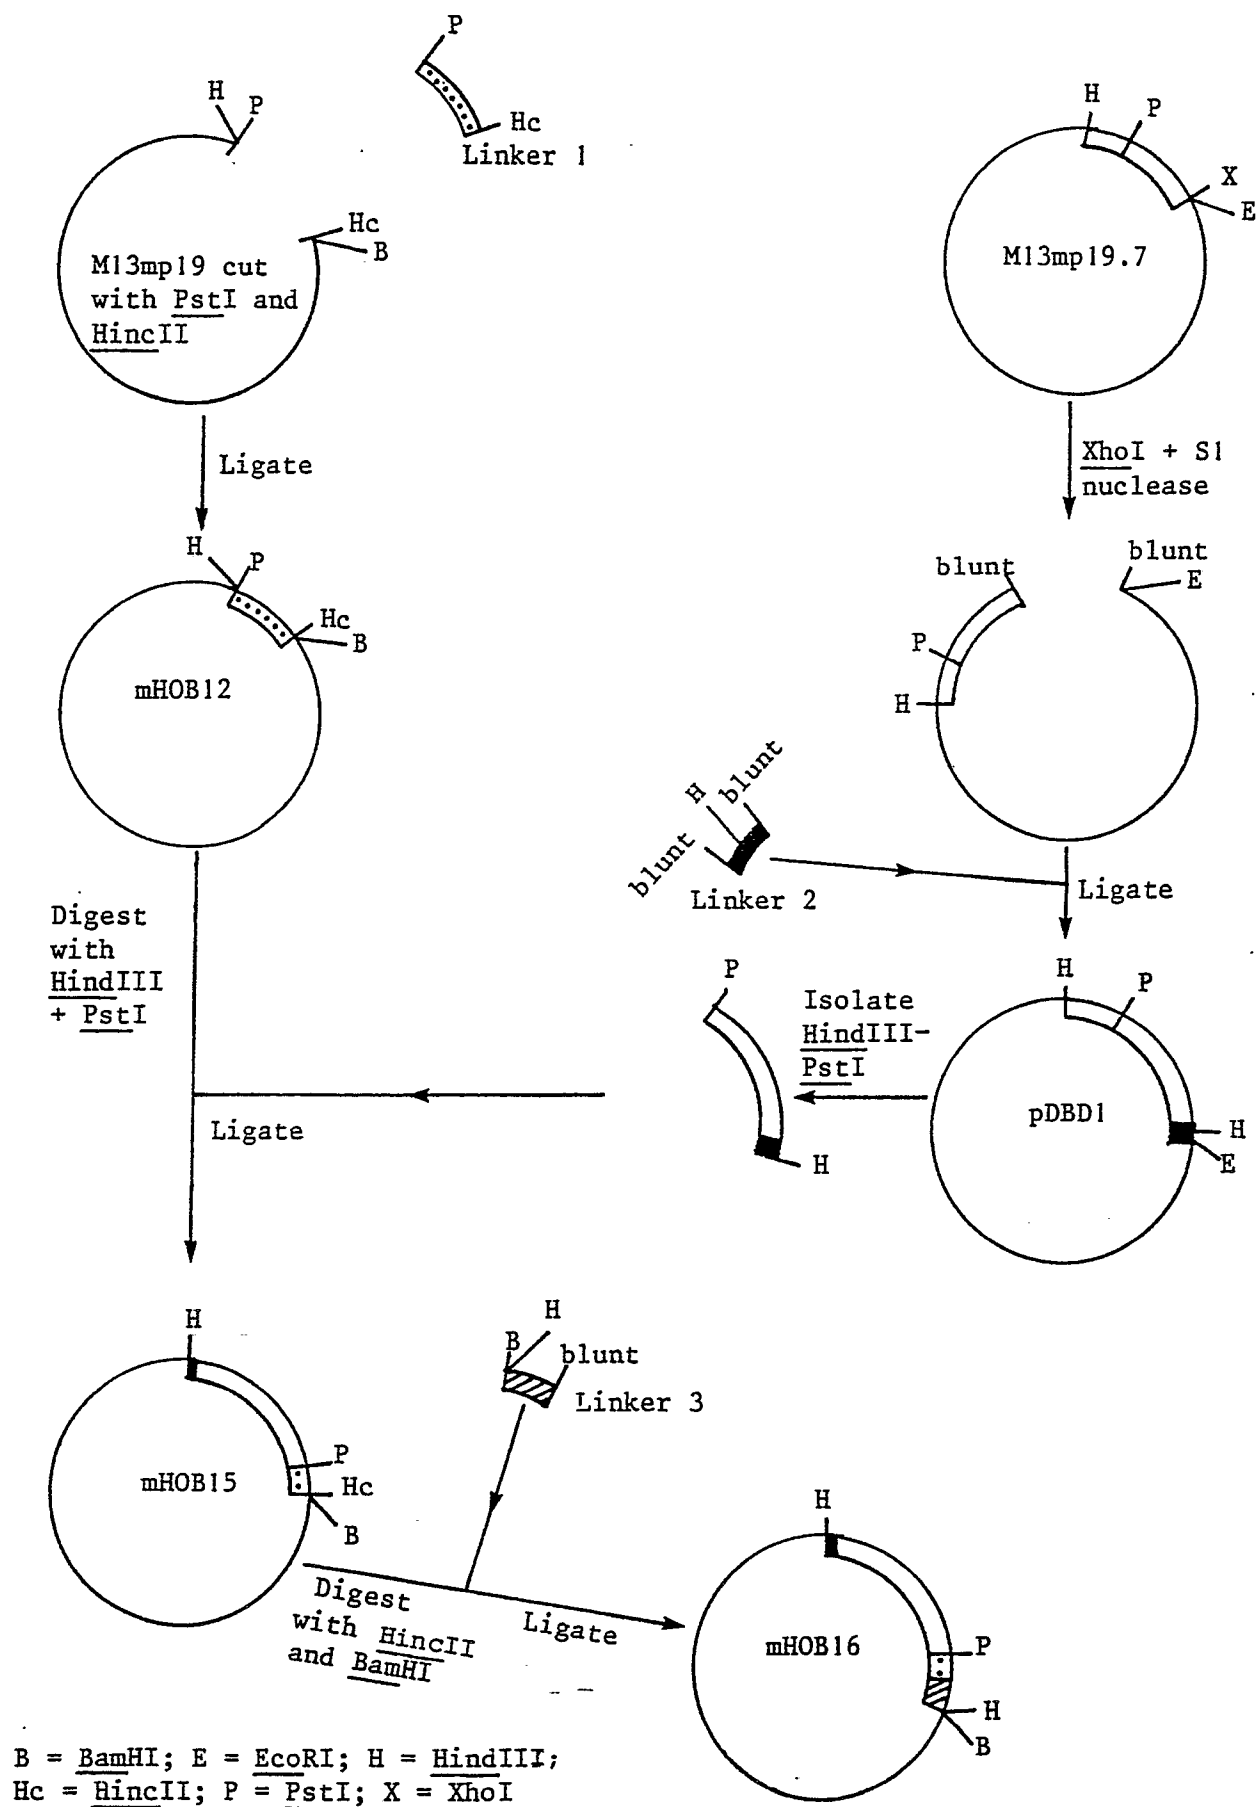 P
H
P
Hc
Linker 1
Hc
B
M13mp19 cut
with PstI and
HincII
H
P
X
E
M13mp19.7
Ligate
XhoI + S1
nuclease
H
P
Hc
B
mHOB12
blunt
blunt
E
P
H
blunt
H
blunt
Linker 2
Ligate
Digest
with
HindIII
+ PstI
P
Isolate
HindIII-
PstI
H
H
P
pDBD1
H
E
Ligate
H
P
Hc
B
mHOB15
B
H
blunt
Linker 3
Digest
with HincII
and BamHI
Ligate
H
mHOB16
P
H
B
B = BamHI; E = EcoRI; H = HindIII;
Hc = HincII; P = PstI; X = XhoI